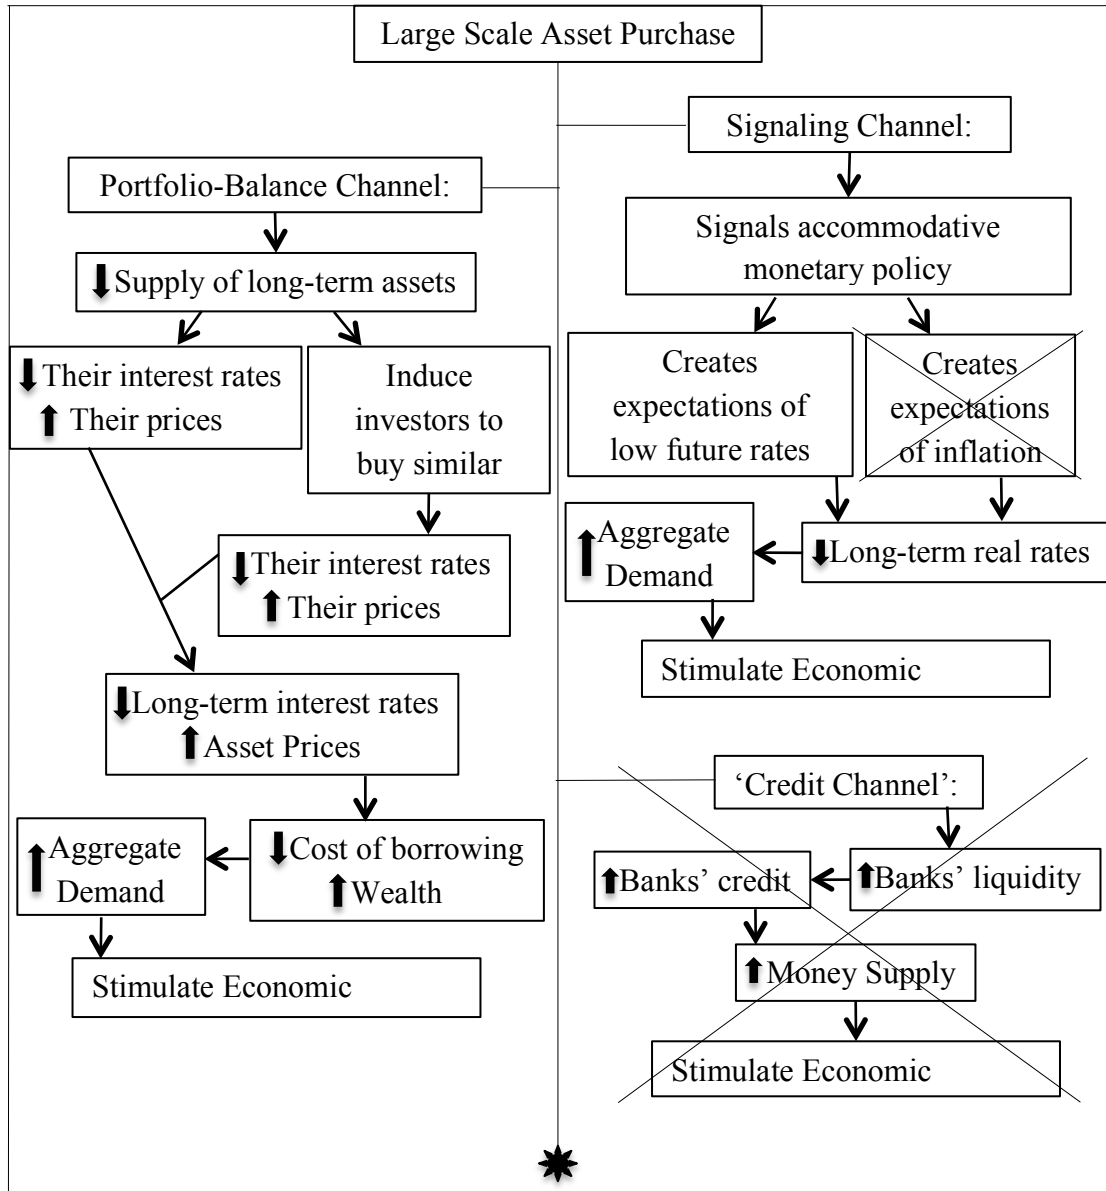 Large Scale Asset Purchase
Portfolio-Balance Channel:
Supply of long-term assets
Their interest rates
Their prices
Induce
investors to
buy similar
Their interest rates
Their prices
Long-term interest rates
Asset Prices
Cost of borrowing
Wealth
Aggregate
Demand
Stimulate Economic
Signaling Channel:
Signals accommodative
monetary policy
Creates
expectations of
low future rates
Creates
expectations
of inflation
Long-term real rates
Aggregate
Demand
Stimulate Economic
‘Credit Channel’:
Banks’ liquidity
Banks’ credit
Money Supply
Stimulate Economic